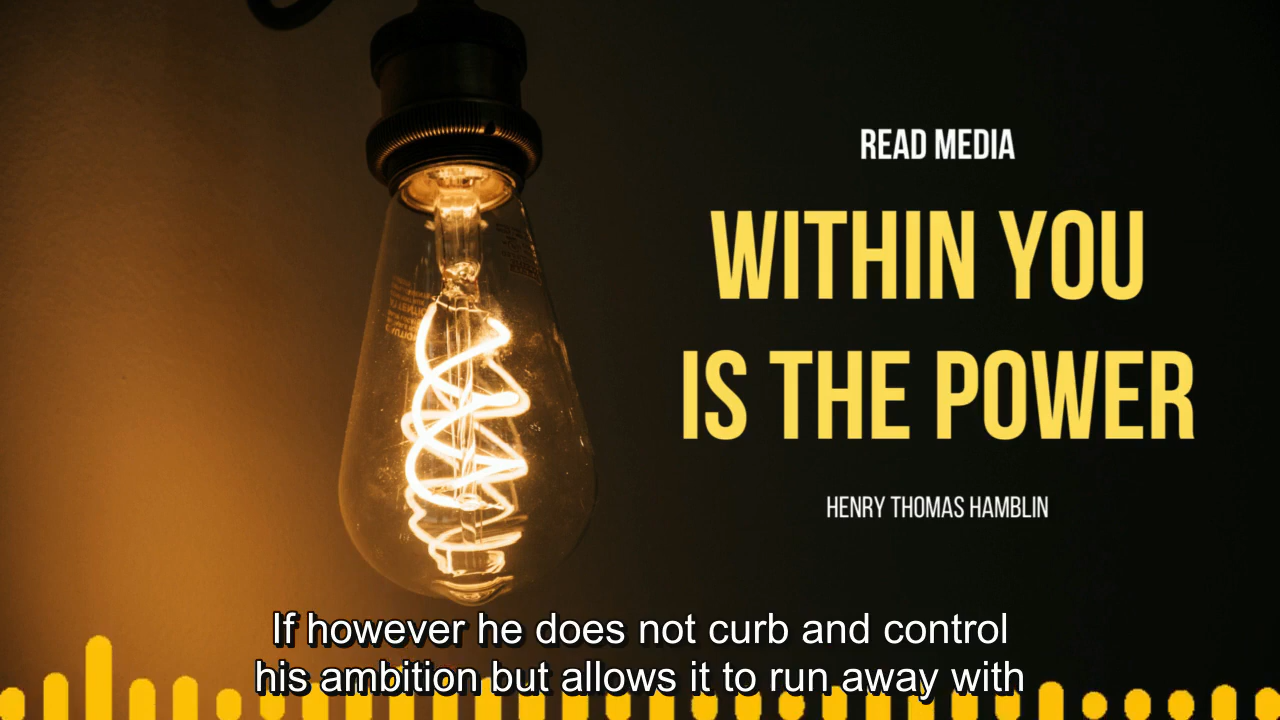 READ MEDIA
WITHIN YOU
IS THE POWER
HENRY THOMAS HAMBLIN
If however he does not curb and control
his ambition but allows it to run away with